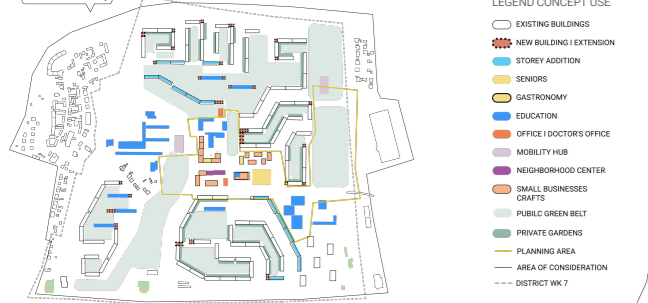 LEGEND CONCEPT USE
EXISTING BUILDINGS
NEW BUILDING I EXTENSION
STOREY ADDITION
SENIORS
GASTRONOMY
EDUCATION
OFFICE I DOCTOR'S OFFICE
MOBILITY HUB
NEIGHBORHOOD CENTER
SMALL BUSINESSES
CRAFTS
PUBILC GREEN BELT
PRIVATE GARDENS
PLANNING AREA
AREA OF CONSIDERATION
DISTRICT WK 7